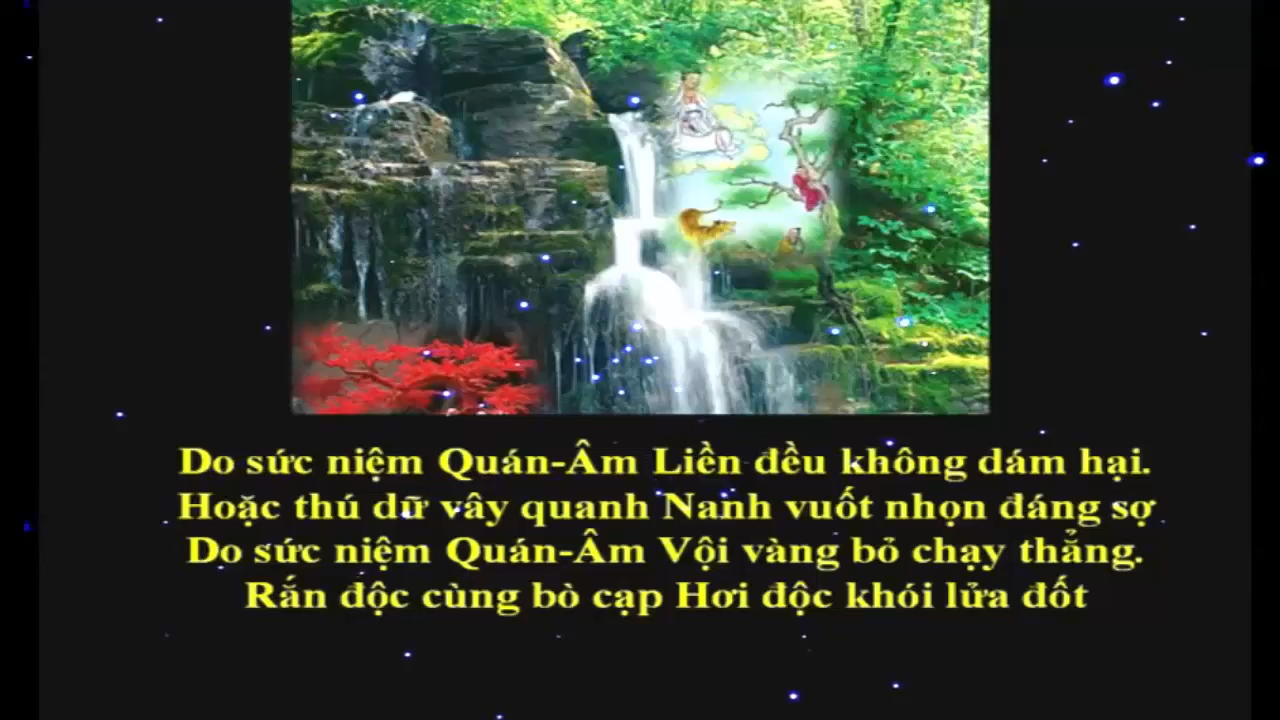 Do sức niệm Quán-Âm Liền đều không dám hại.
Hoặc thú dữ vây quanh Nanh vuốt nhọn đáng sợ
Do sức niệm Quán-Âm Vội vàng bỏ chạy thẳng.
Rắn độc cùng bò cạp Hơi độc khói lửa đốt